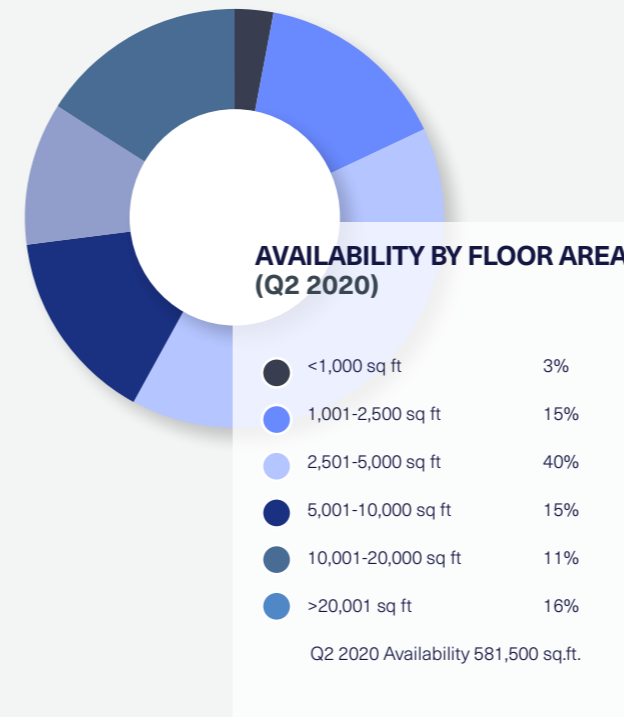 AVAILABILITY BY FLOOR AREA
(Q2 2020)
<1,000 sq ft 3%
1,001-2,500 sq ft 15%
2,501-5,000 sq ft 40%
5,001-10,000 sq ft 15%
10,001-20,000 sq ft 11%
>20,001 sq ft 16%
Q2 2020 Availability 581,500 sq.ft.